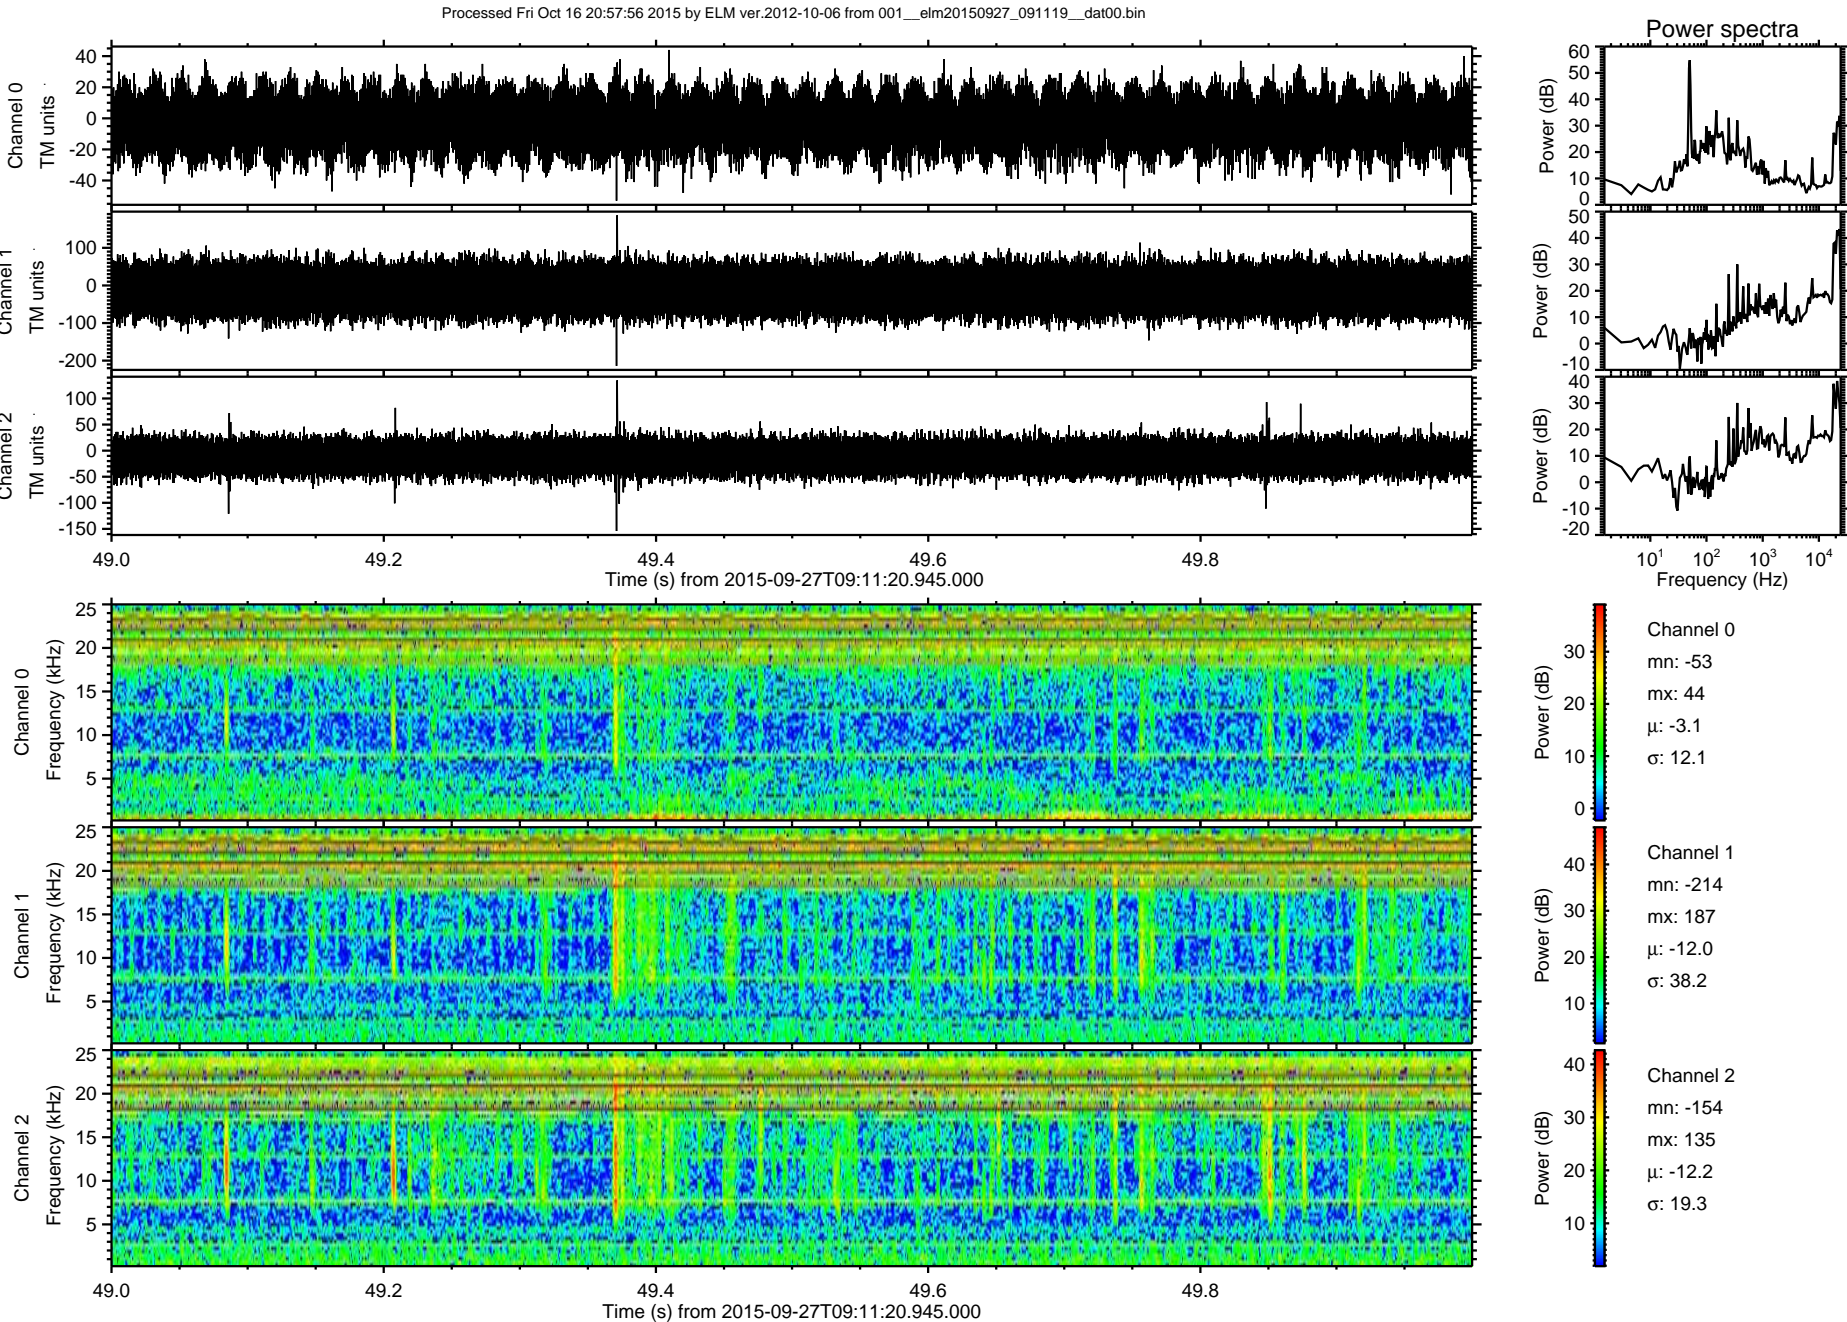 Processed Fri Oct 16 20:57:56 2015 by ELM ver.2012-10-06 from 001__elm20150927_091119__dat00.bin
Power spectra
Channel 0
TM units
40
20
0
-20
-40
Power (dB)
60
50
40
30
20
10
0
Channel 1
TM units
100
0
-100
-200
Power (dB)
50
40
30
20
10
0
-10
Channel 2
TM units
100
50
0
-50
-100
-150
Power (dB)
40
30
20
10
0
-10
-20
49.0 49.2 49.4 49.6 49.8
Time (s) from 2015-09-27T09:11:20.945.000
10^1 10^2 10^3 10^4
Frequency (Hz)
Channel 0
Frequency (kHz)
25
20
15
10
5
Power (dB)
30
20
10
0
Channel 0
mn: -53
mx: 44
μ: -3.1
σ: 12.1
Channel 1
Frequency (kHz)
25
20
15
10
5
Power (dB)
40
30
20
10
Channel 1
mn: -214
mx: 187
μ: -12.0
σ: 38.2
Channel 2
Frequency (kHz)
25
20
15
10
5
Power (dB)
40
30
20
10
Channel 2
mn: -154
mx: 135
μ: -12.2
σ: 19.3
49.0 49.2 49.4 49.6 49.8
Time (s) from 2015-09-27T09:11:20.945.000